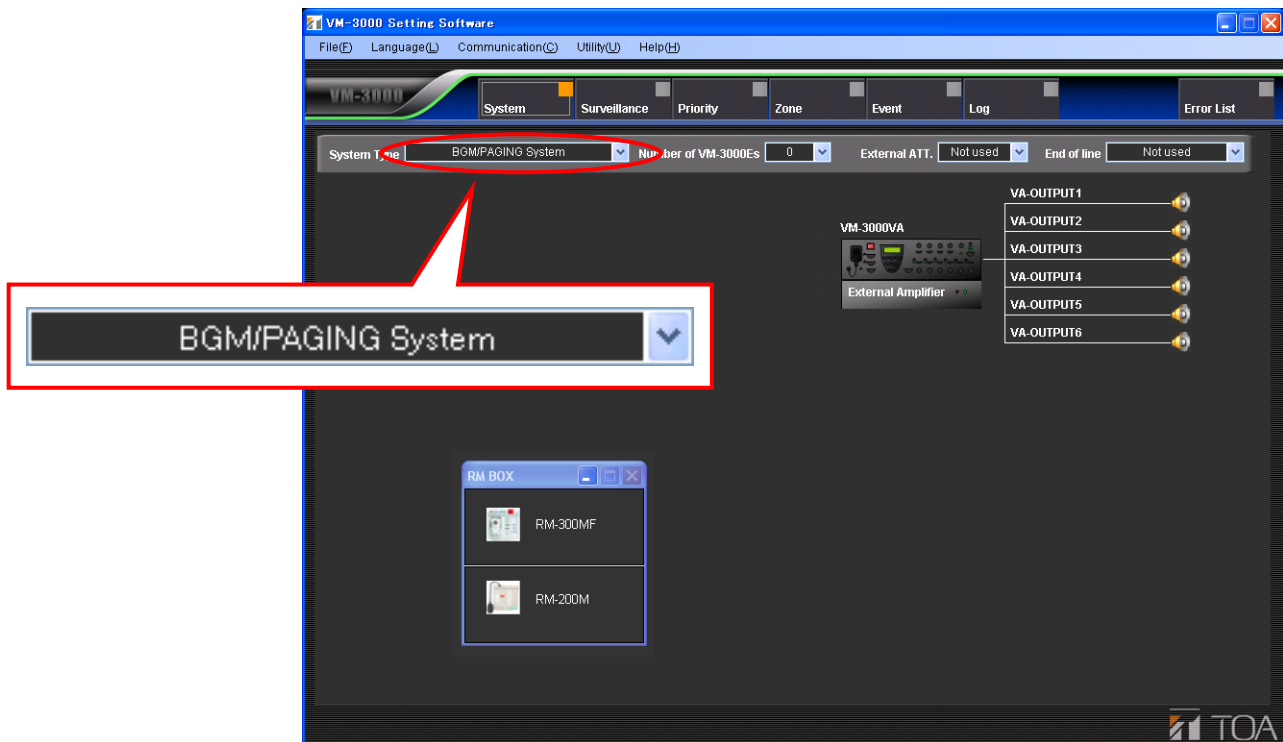 VM-3000 Setting Software
File(F) Language(L) Communication(C) Utility(U) Help(H)
VM-3000
System Surveillance Priority Zone Event Log Error List
System Type BGM/PAGING System Number of VM-3000Es 0 External ATT. Not used End of line Not used
VA-OUTPUT1
VA-OUTPUT2
VM-3000VA
VA-OUTPUT3
VA-OUTPUT4
External Amplifier
VA-OUTPUT5
VA-OUTPUT6
BGM/PAGING System
RM BOX
RM-300MF
RM-200M
TOA